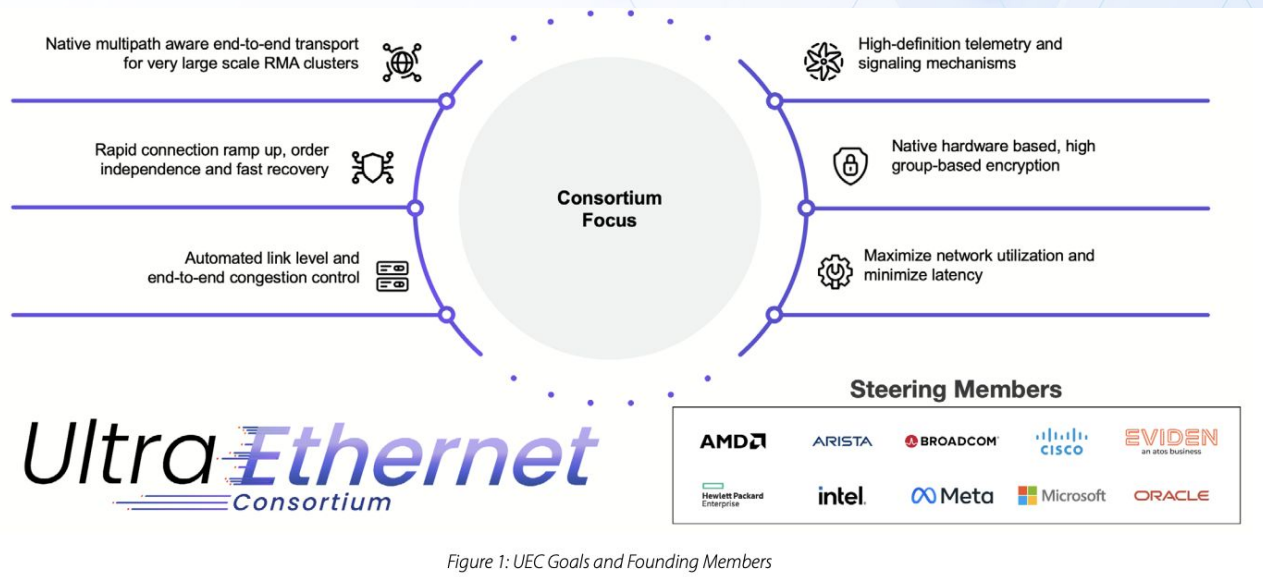 Native multipath aware end-to-end transport
for very large scale RMA clusters
High-definition telemetry and
signaling mechanisms
Rapid connection ramp up, order
independence and fast recovery
Native hardware based, high
group-based encryption
Consortium
Focus
Automated link level and
end-to-end congestion control
Maximize network utilization and
minimize latency
Ultra Ethernet
Consortium
Steering Members
AMD
ARISTA
BROADCOM
CISCO
EVIDEN
an atos business
Hewlett Packard
Enterprise
intel.
Meta
Microsoft
ORACLE
Figure 1: UEC Goals and Founding Members